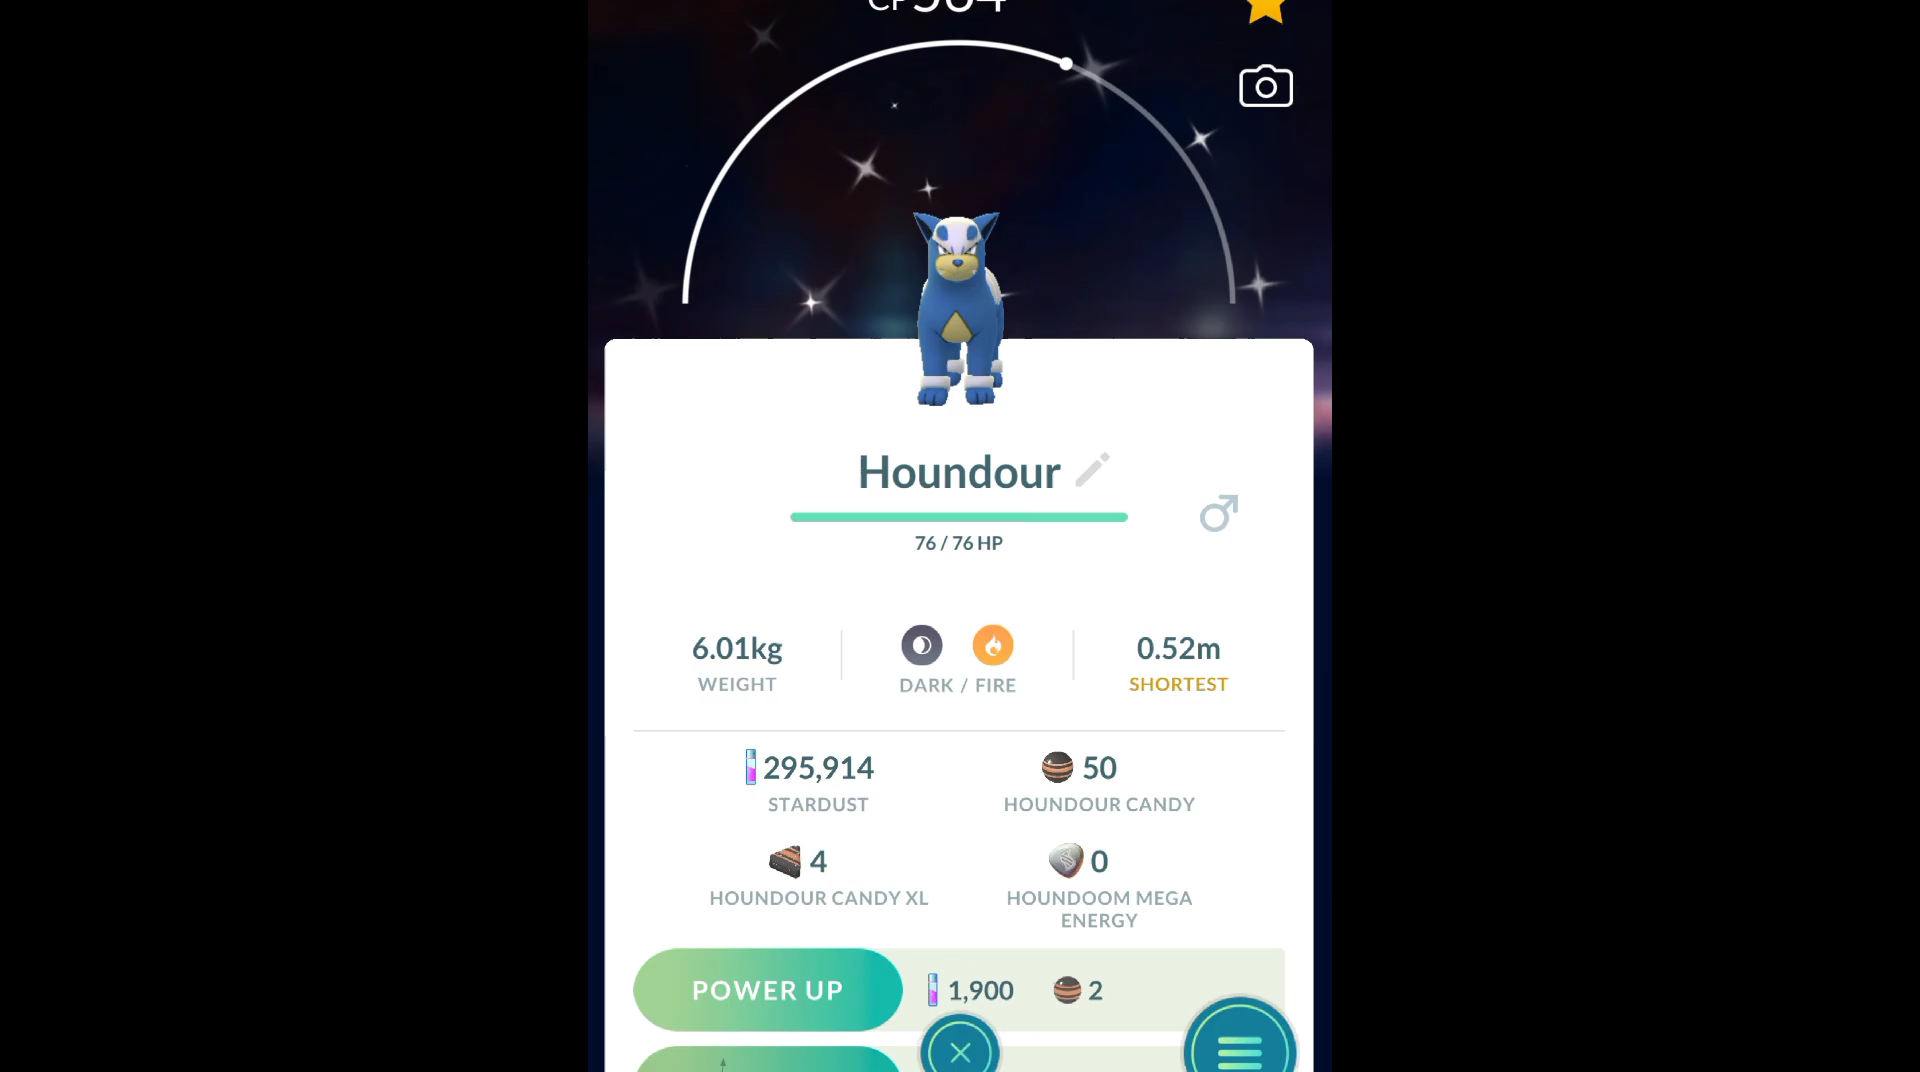 CP564
Houndour
76 / 76 HP
6.01kg
WEIGHT
DARK / FIRE
0.52m
SHORTEST
295,914
STARDUST
50
HOUNDOUR CANDY
4
HOUNDOUR CANDY XL
0
HOUNDOOM MEGA
ENERGY
POWER UP
1,900
2